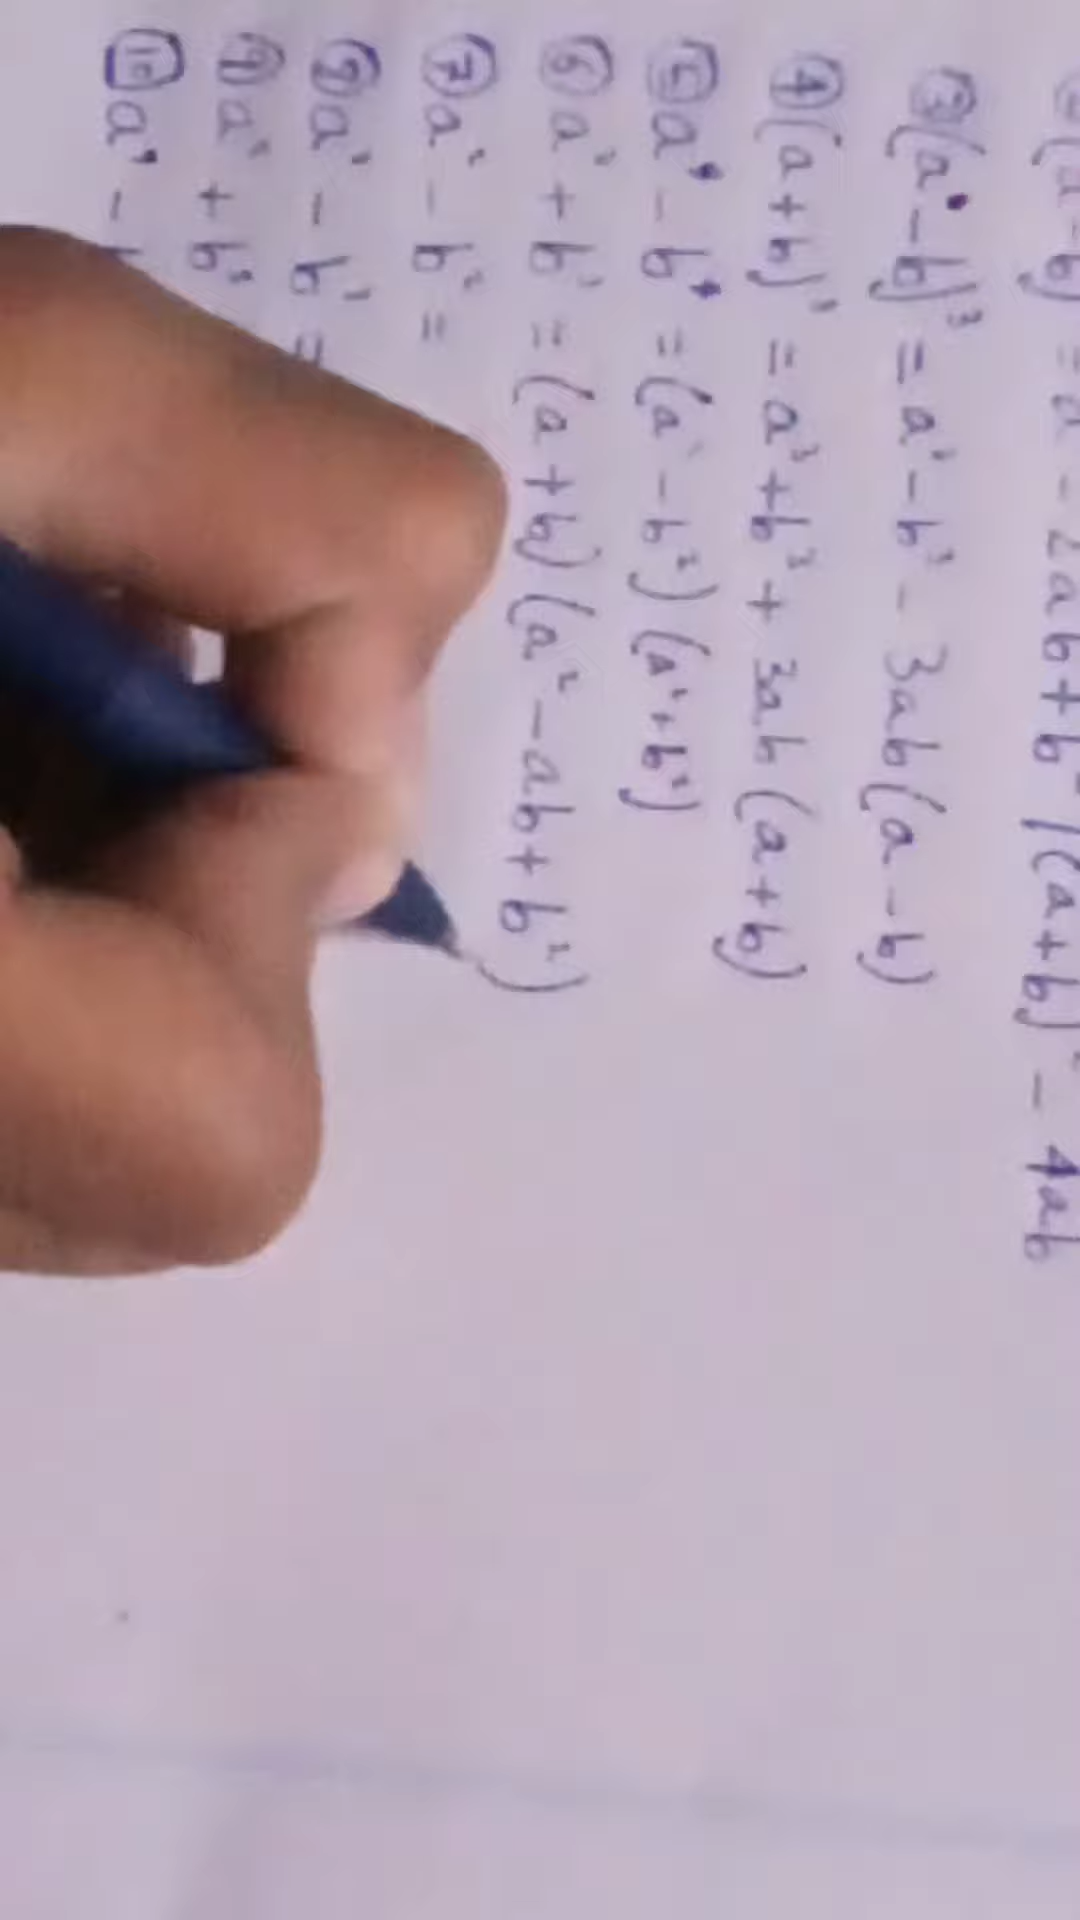 ② (a-b)² = a² - 2ab + b² / (a+b)² - 4ab
③ (a-b)³ = a³ - b³ - 3ab(a-b)
④ (a+b)³ = a³ + b³ + 3ab(a+b)
⑤ a⁴ - b⁴ = (a² - b²)(a² + b²)
⑥ a³ + b³ = (a+b)(a² - ab + b²)
⑦ a² - b² =
⑧ a³ - b³ =
⑨ a² + b²
⑩ a⁴ -